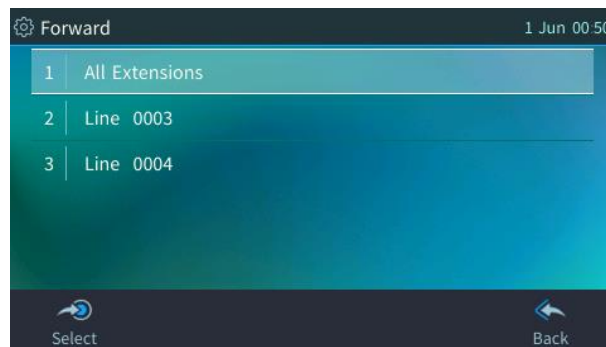 Forward 1 Jun 00:50
1 All Extensions
2 Line 0003
3 Line 0004
Select Back